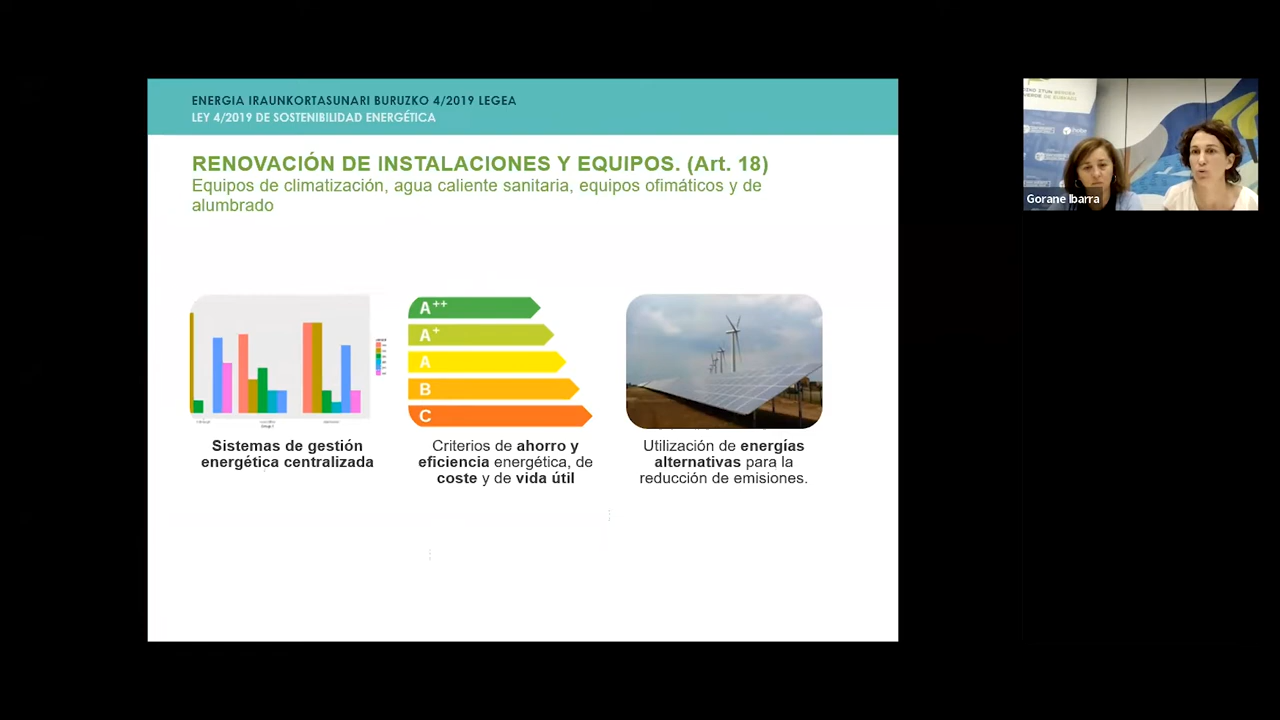 ENERGIA IRAUNKORTASUNARI BURUZKO 4/2019 LEGEA
LEY 4/2019 DE SOSTENIBILIDAD ENERGÉTICA
RENOVACIÓN DE INSTALACIONES Y EQUIPOS. (Art. 18)
Equipos de climatización, agua caliente sanitaria, equipos ofimáticos y de
alumbrado
A++
A+
A
B
C
Sistemas de gestión
energética centralizada
Criterios de ahorro y
eficiencia energética, de
coste y de vida útil
Utilización de energías
alternativas para la
reducción de emisiones.
Gorane Ibarra